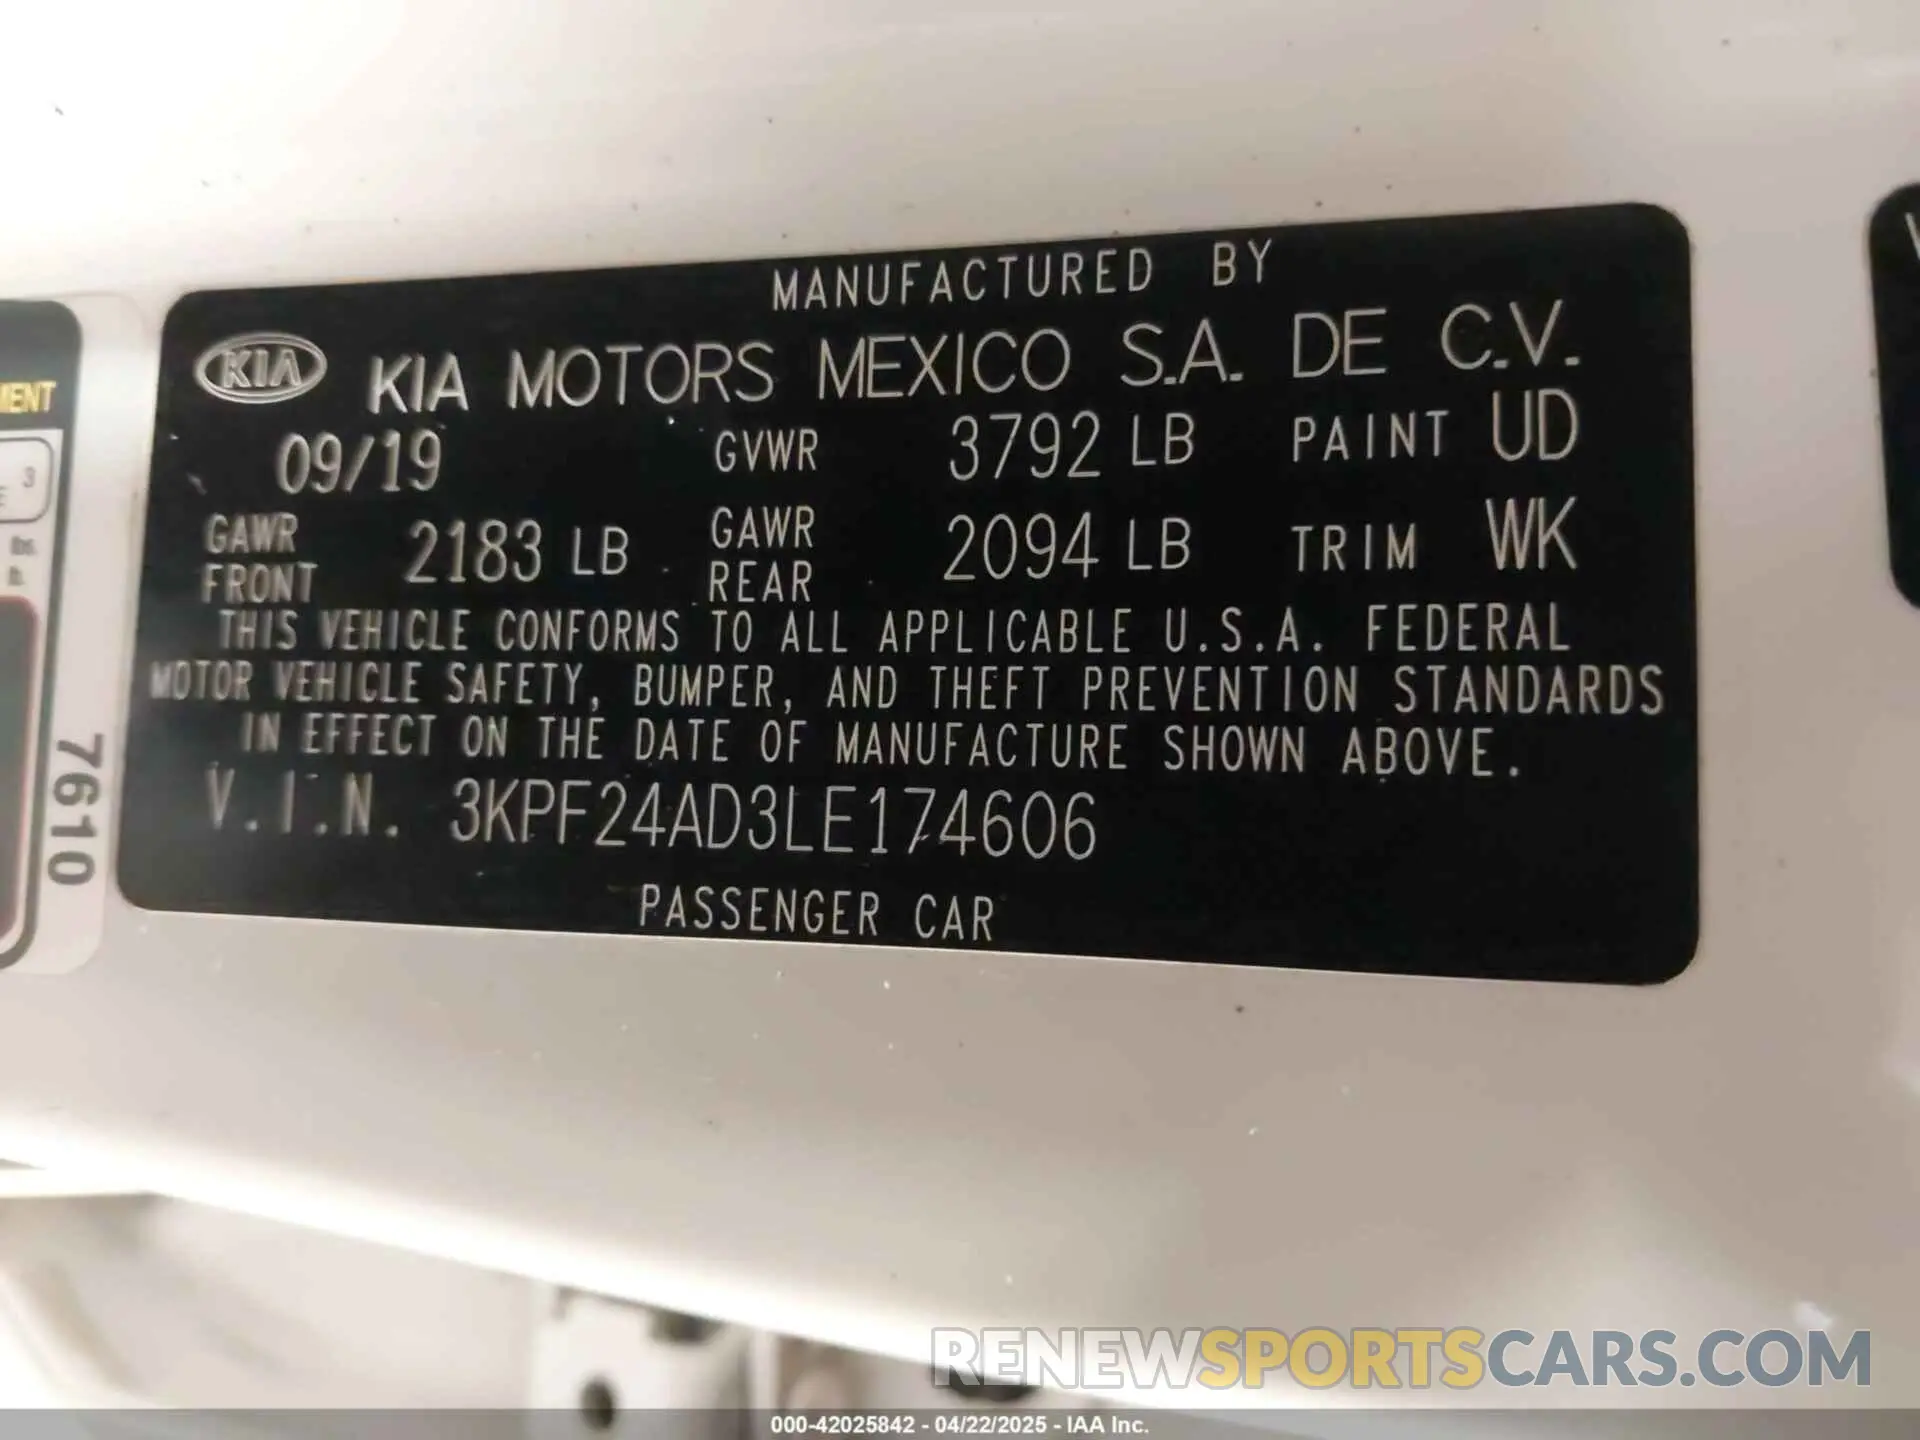 MANUFACTURED BY
KIA KIA MOTORS MEXICO S.A. DE C.V.
09/19 GVWR 3792 LB PAINT UD
GAWR FRONT 2183 LB GAWR REAR 2094 LB TRIM WK
THIS VEHICLE CONFORMS TO ALL APPLICABLE U.S.A. FEDERAL
MOTOR VEHICLE SAFETY, BUMPER, AND THEFT PREVENTION STANDARDS
IN EFFECT ON THE DATE OF MANUFACTURE SHOWN ABOVE.
V.I.N. 3KPF24AD3LE174606
PASSENGER CAR
3
lbs.
7610
RENEWSPORTSCARS.COM
000-42025842 - 04/22/2025 - IAA Inc.